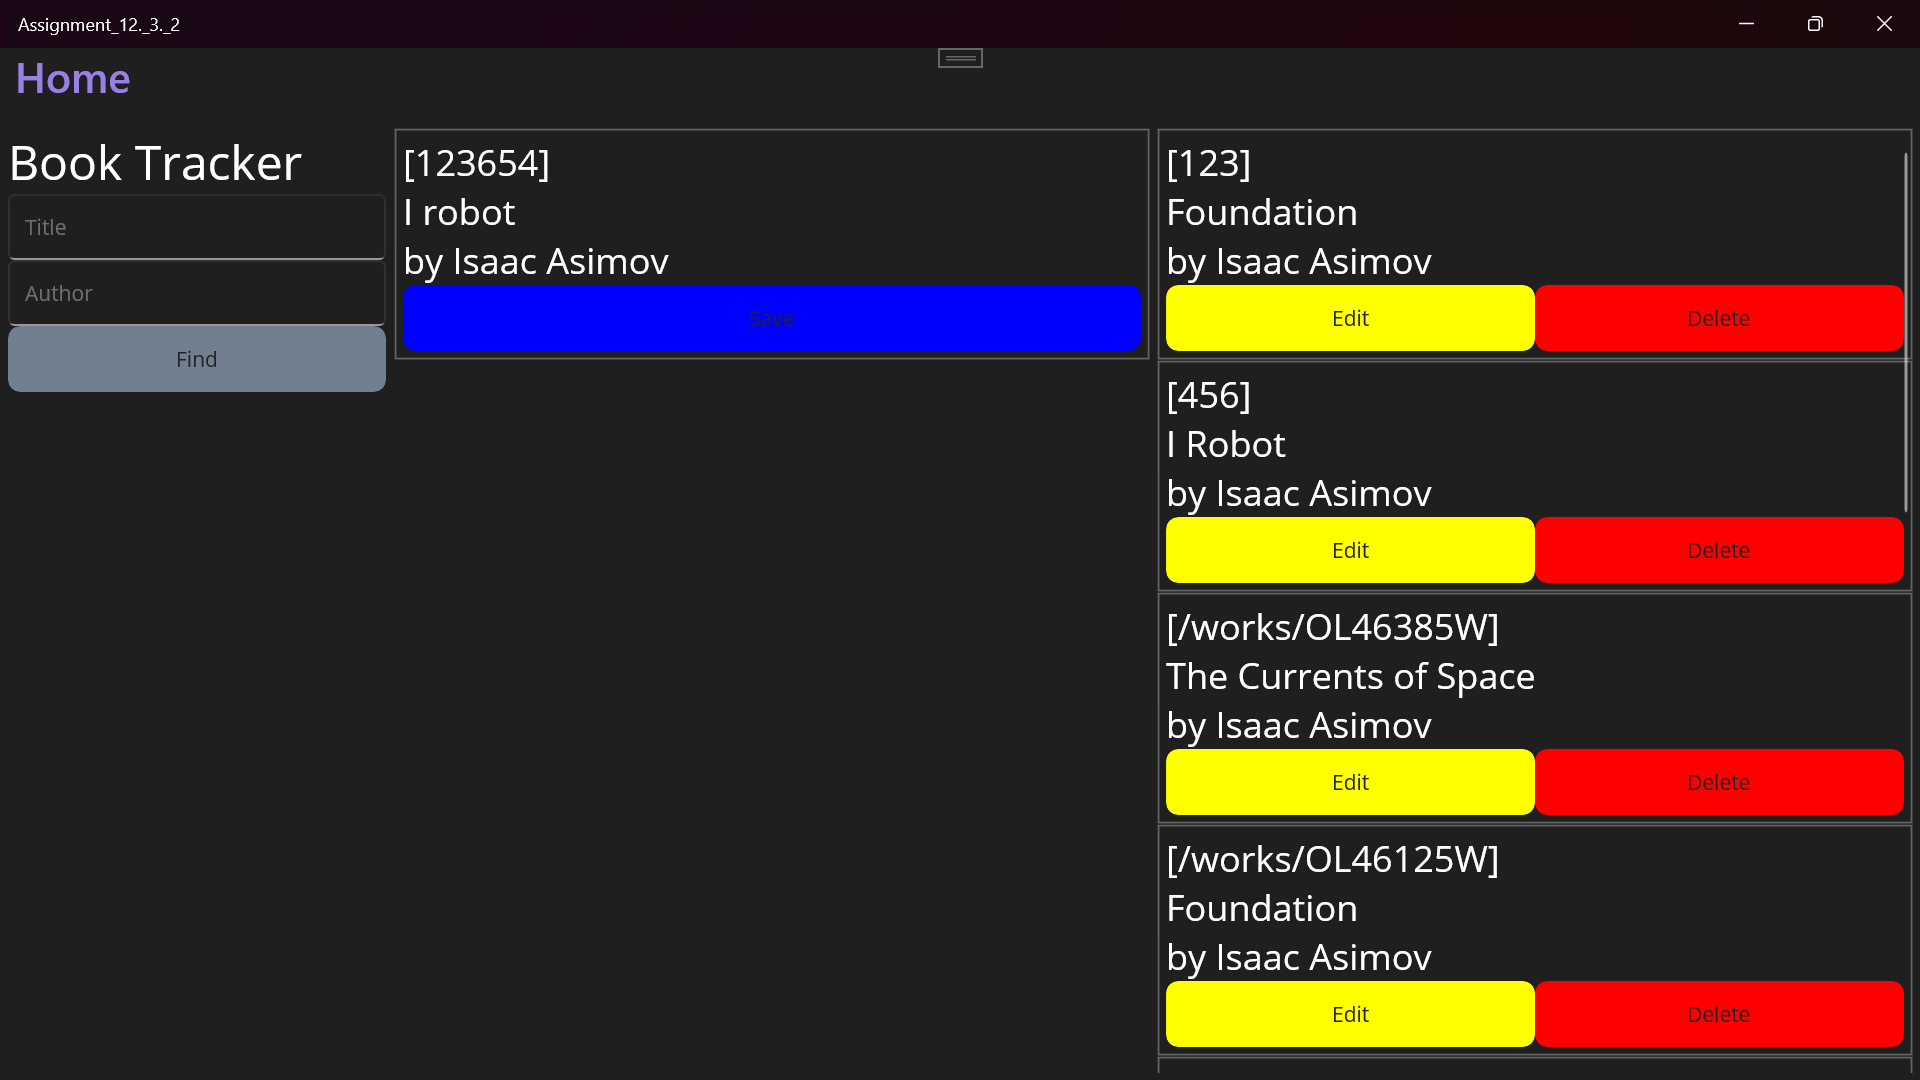 Assignment_12._3._2
Home
Book Tracker
Title
Author
Find
[123654]
I robot
by Isaac Asimov
Save
[123]
Foundation
by Isaac Asimov
Edit Delete
[456]
I Robot
by Isaac Asimov
Edit Delete
[/works/OL46385W]
The Currents of Space
by Isaac Asimov
Edit Delete
[/works/OL46125W]
Foundation
by Isaac Asimov
Edit Delete